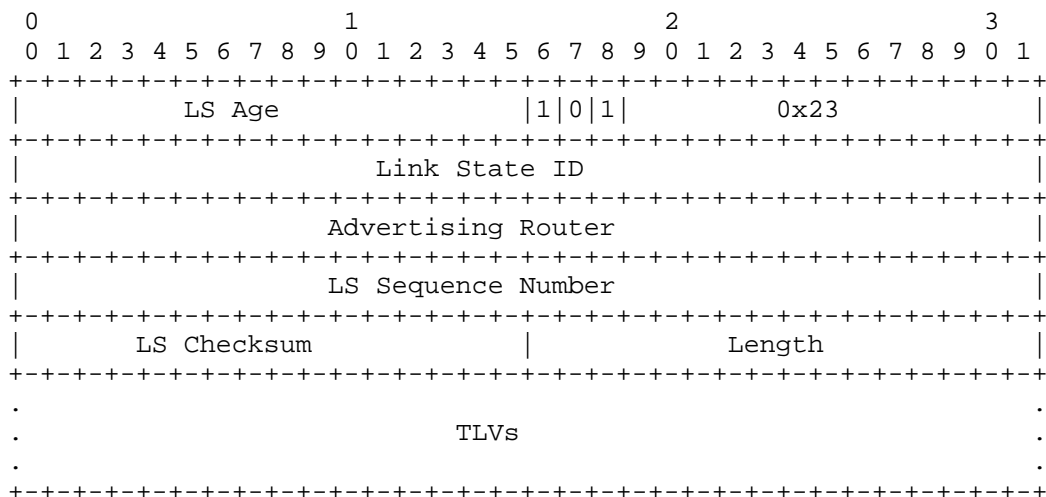 0                   1                   2                   3
 0 1 2 3 4 5 6 7 8 9 0 1 2 3 4 5 6 7 8 9 0 1 2 3 4 5 6 7 8 9 0 1
+-+-+-+-+-+-+-+-+-+-+-+-+-+-+-+-+-+-+-+-+-+-+-+-+-+-+-+-+-+-+-+-+
|          LS Age               |1|0|1|         0x23            |
+-+-+-+-+-+-+-+-+-+-+-+-+-+-+-+-+-+-+-+-+-+-+-+-+-+-+-+-+-+-+-+-+
|                      Link State ID                            |
+-+-+-+-+-+-+-+-+-+-+-+-+-+-+-+-+-+-+-+-+-+-+-+-+-+-+-+-+-+-+-+-+
|                   Advertising Router                          |
+-+-+-+-+-+-+-+-+-+-+-+-+-+-+-+-+-+-+-+-+-+-+-+-+-+-+-+-+-+-+-+-+
|                   LS Sequence Number                          |
+-+-+-+-+-+-+-+-+-+-+-+-+-+-+-+-+-+-+-+-+-+-+-+-+-+-+-+-+-+-+-+-+
|       LS Checksum             |            Length             |
+-+-+-+-+-+-+-+-+-+-+-+-+-+-+-+-+-+-+-+-+-+-+-+-+-+-+-+-+-+-+-+-+
.                                                               .
.                           TLVs                                .
.                                                               .
+-+-+-+-+-+-+-+-+-+-+-+-+-+-+-+-+-+-+-+-+-+-+-+-+-+-+-+-+-+-+-+-+